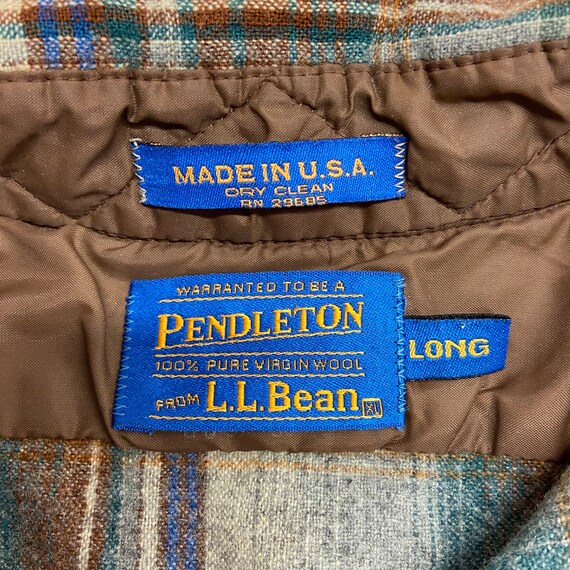 MADE IN U.S.A.
DRY CLEAN
RN 29685
WARRANTED TO BE A
PENDLETON
100% PURE VIRGIN WOOL
FROM L.L.Bean XL
LONG